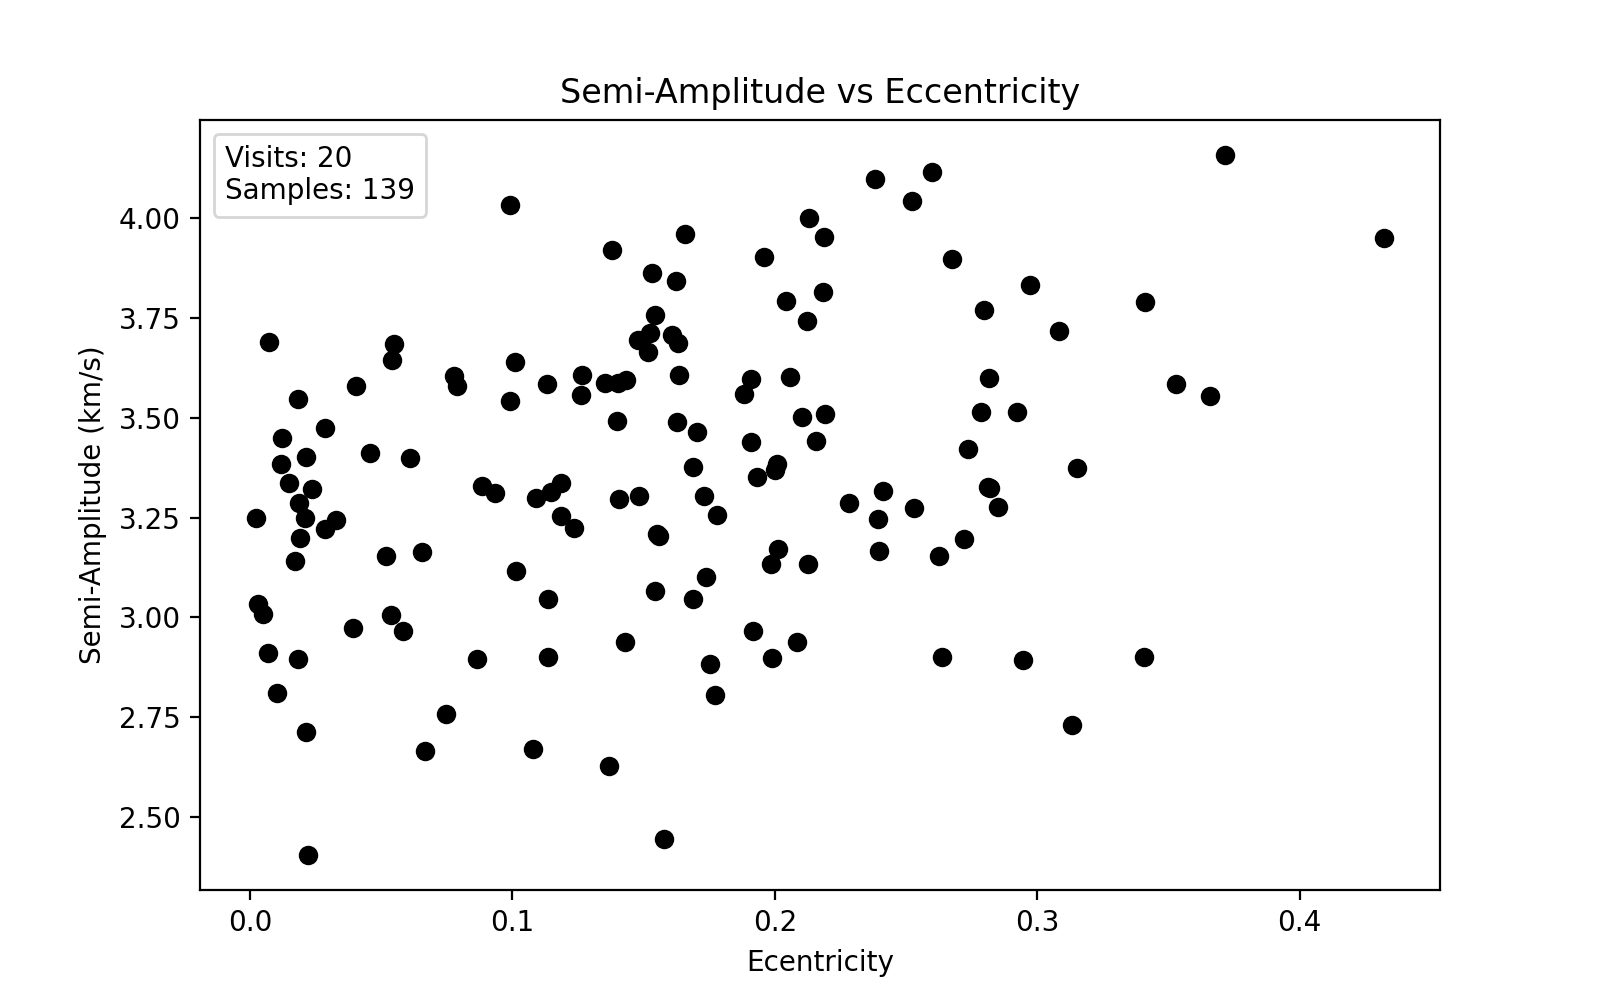 Semi-Amplitude vs Eccentricity
Visits: 20
Samples: 139
Semi-Amplitude (km/s)
4.00
3.75
3.50
3.25
3.00
2.75
2.50
0.0 0.1 0.2 0.3 0.4
Ecentricity